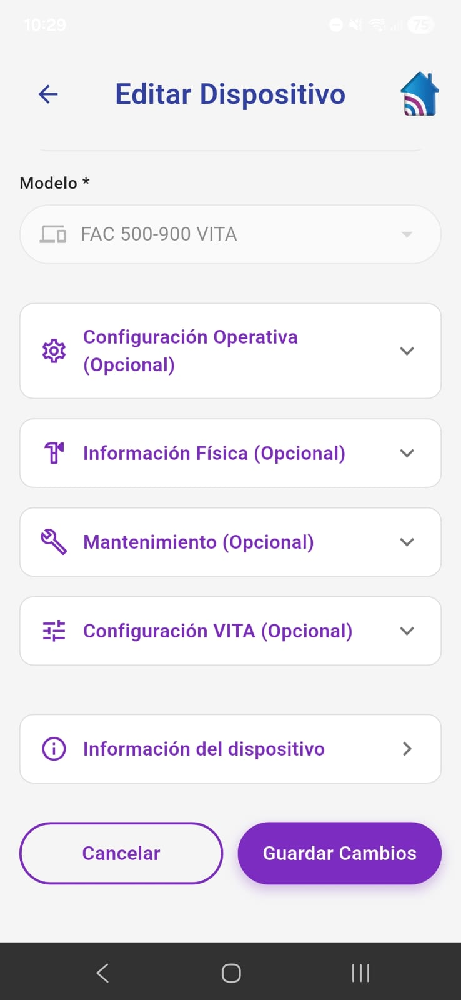 10:29
75
Editar Dispositivo
Modelo *
FAC 500-900 VITA
Configuración Operativa
(Opcional)
Información Física (Opcional)
Mantenimiento (Opcional)
Configuración VITA (Opcional)
Información del dispositivo
Cancelar
Guardar Cambios